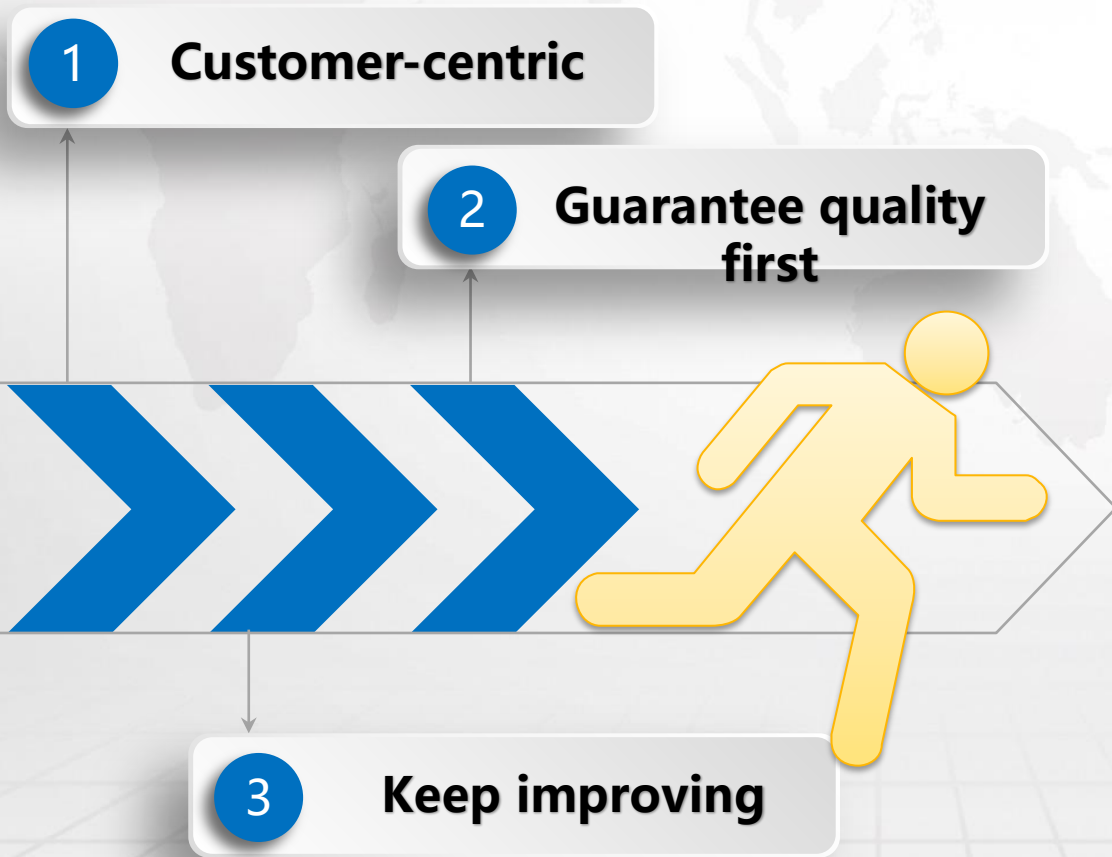 1 Customer-centric
2 Guarantee quality
first
3 Keep improving